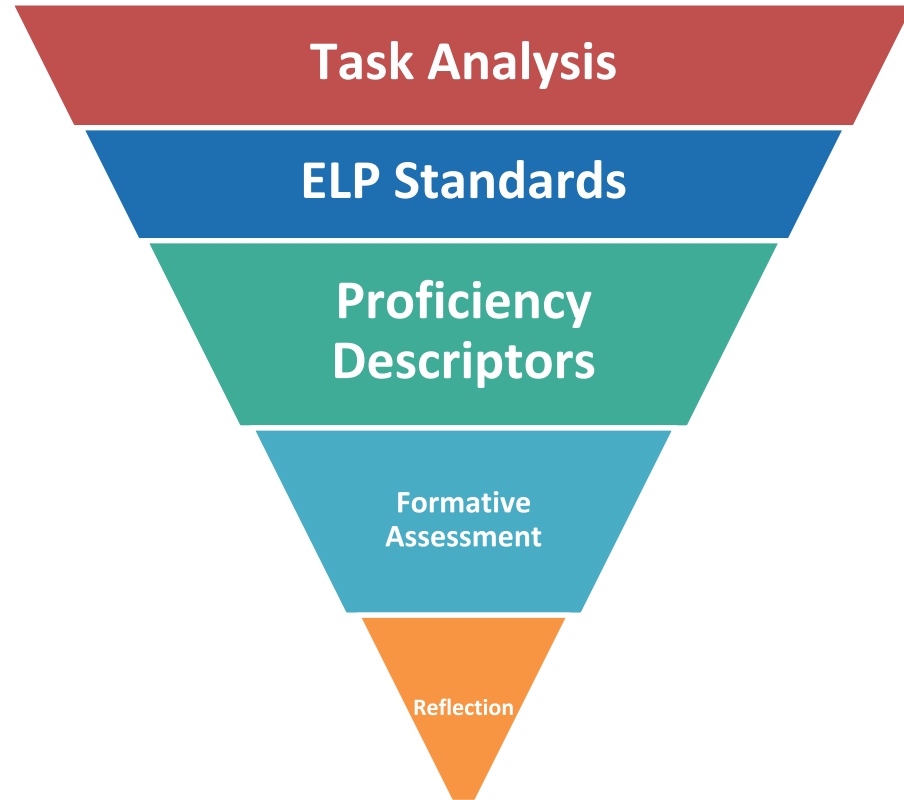 Task Analysis
ELP Standards
Proficiency
Descriptors
Formative
Assessment
Reflection